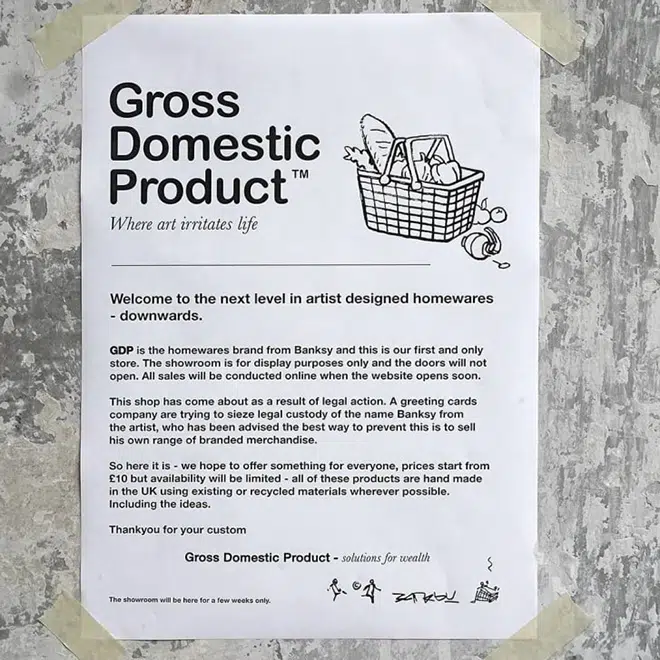 Gross
Domestic
Product™
Where art irritates life
Welcome to the next level in artist designed homewares
- downwards.
GDP is the homewares brand from Banksy and this is our first and only
store. The showroom is for display purposes only and the doors will not
open. All sales will be conducted online when the website opens soon.
This shop has come about as a result of legal action. A greeting cards
company are trying to sieze legal custody of the name Banksy from
the artist, who has been advised the best way to prevent this is to sell
his own range of branded merchandise.
So here it is - we hope to offer something for everyone, prices start from
£10 but availability will be limited - all of these products are hand made
in the UK using existing or recycled materials wherever possible.
Including the ideas.
Thankyou for your custom
Gross Domestic Product - solutions for wealth
©
The showroom will be here for a few weeks only.